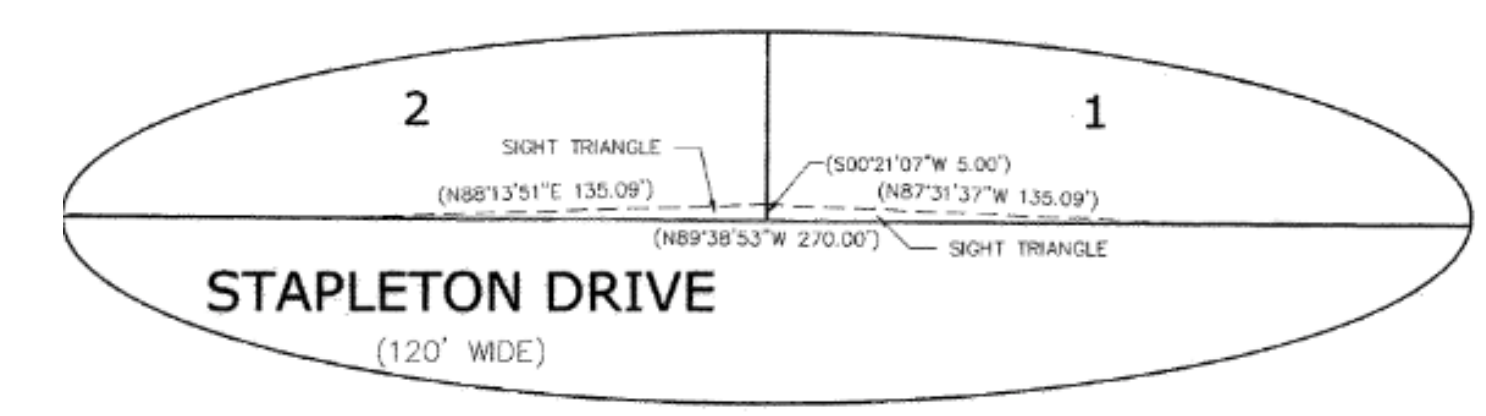 2
1
SIGHT TRIANGLE
(S00°21'07"W 5.00')
(N88°13'51"E 135.09')
(N87°31'37"W 135.09')
(N89°38'53"W 270.00')
SIGHT TRIANGLE
STAPLETON DRIVE
(120' WIDE)